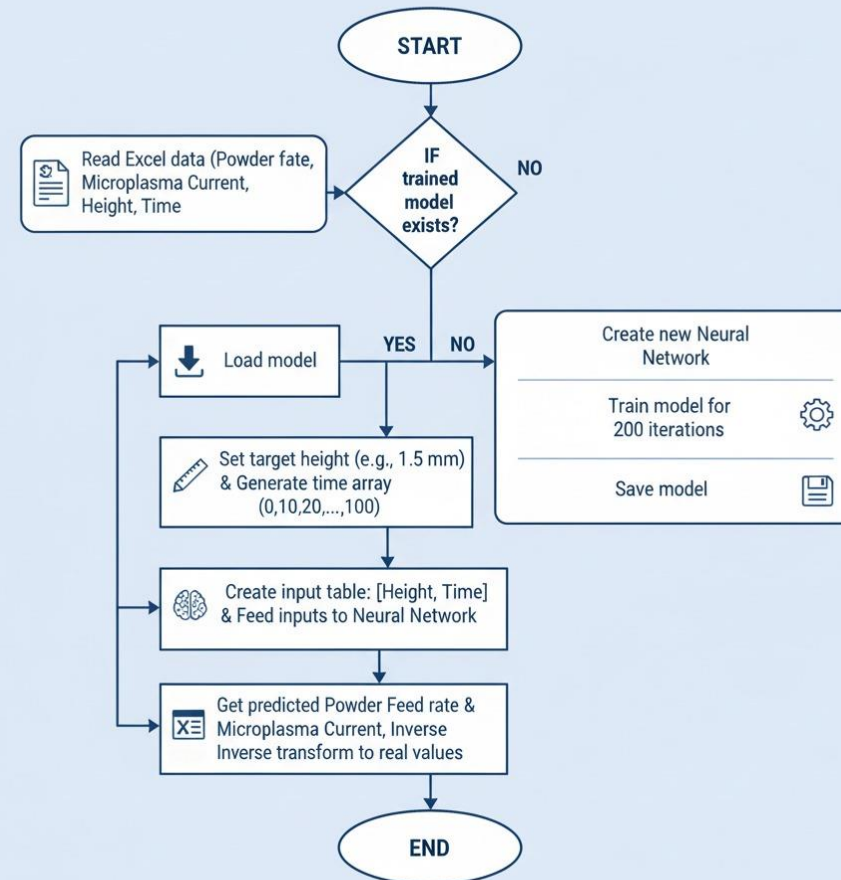 START
Read Excel data (Powder fate,
Microplasma Current,
Height, Time
IF
trained
model
exists?
NO
Load model
YES
NO
Create new Neural
Network
Train model for
200 iterations
Save model
Set target height (e.g., 1.5 mm)
& Generate time array
(0,10,20,...,100)
Create input table: [Height, Time]
& Feed inputs to Neural Network
Get predicted Powder Feed rate &
Microplasma Current, Inverse
Inverse transform to real values
END